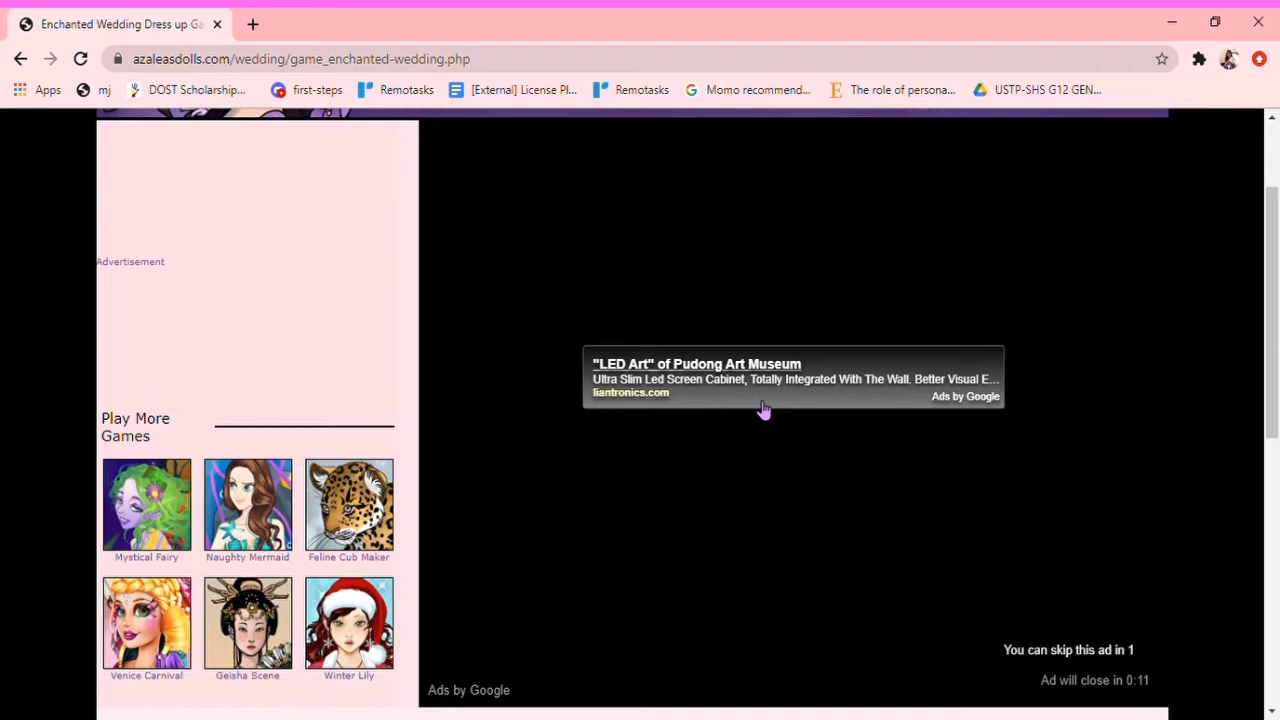 Enchanted Wedding Dress up Ga
azaleasdolls.com/wedding/game_enchanted-wedding.php
Apps mj DOST Scholarship... first-steps Remotasks [External] License Pl... Remotasks Momo recommend... The role of persona... USTP-SHS G12 GEN...
Advertisement
"LED Art" of Pudong Art Museum
Ultra Slim Led Screen Cabinet, Totally Integrated With The Wall. Better Visual E...
liantronics.com
Ads by Google
Play More
Games
Mystical Fairy Naughty Mermaid Feline Cub Maker
Venice Carnival Geisha Scene Winter Lily
You can skip this ad in 1
Ad will close in 0:11
Ads by Google